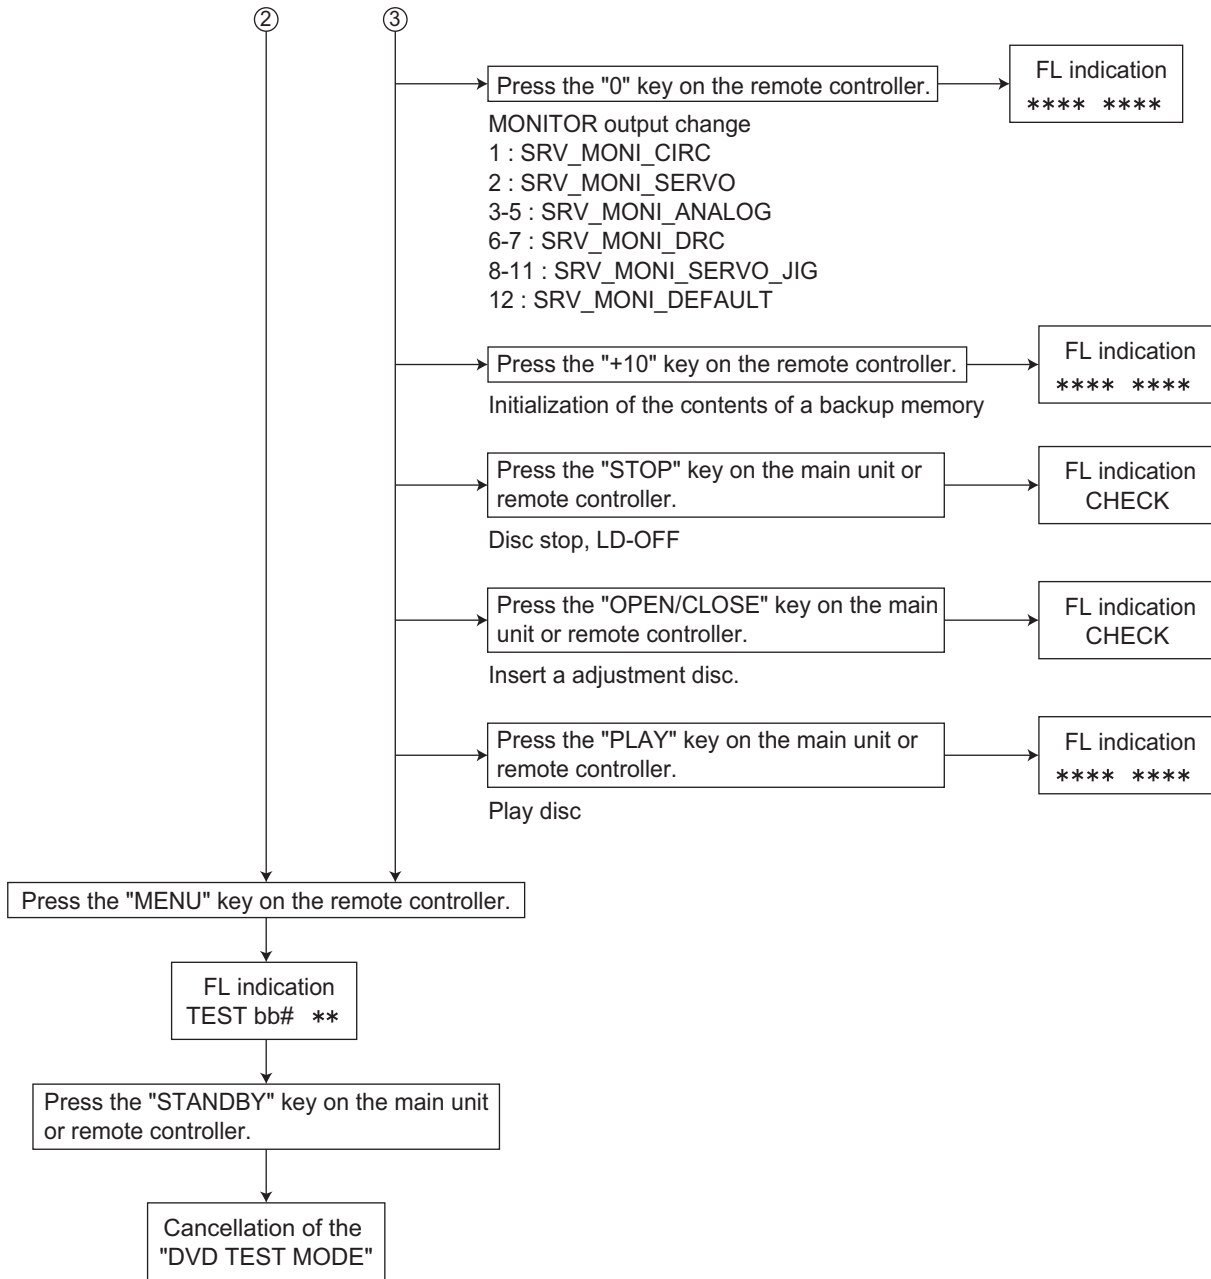 ② ③
Press the "0" key on the remote controller.
FL indication
**** ****
MONITOR output change
1 : SRV_MONI_CIRC
2 : SRV_MONI_SERVO
3-5 : SRV_MONI_ANALOG
6-7 : SRV_MONI_DRC
8-11 : SRV_MONI_SERVO_JIG
12 : SRV_MONI_DEFAULT
Press the "+10" key on the remote controller.
FL indication
**** ****
Initialization of the contents of a backup memory
Press the "STOP" key on the main unit or
remote controller.
FL indication
CHECK
Disc stop, LD-OFF
Press the "OPEN/CLOSE" key on the main
unit or remote controller.
FL indication
CHECK
Insert a adjustment disc.
Press the "PLAY" key on the main unit or
remote controller.
FL indication
**** ****
Play disc
Press the "MENU" key on the remote controller.
FL indication
TEST bb# **
Press the "STANDBY" key on the main unit
or remote controller.
Cancellation of the
"DVD TEST MODE"